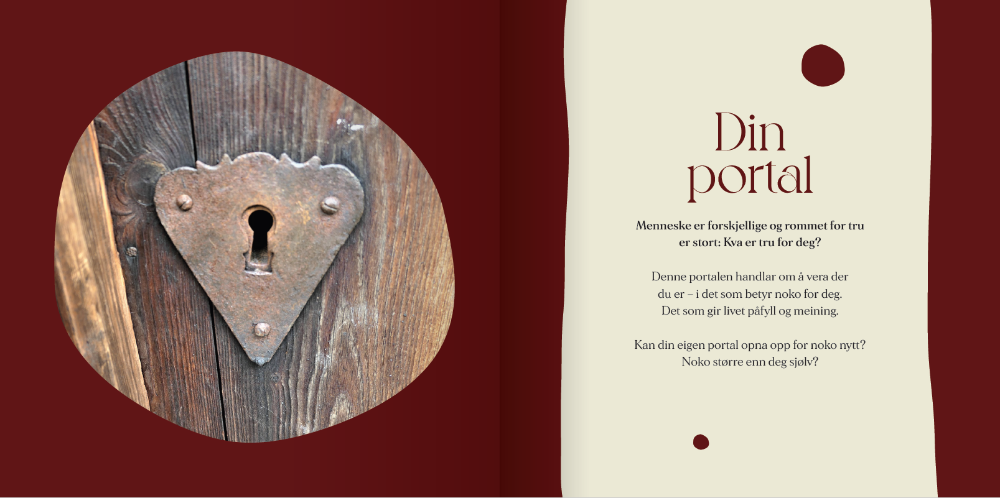 Din
portal
Menneske er forskjellige og rommet for tru
er stort: Kva er tru for deg?
Denne portalen handlar om å vera der
du er – i det som betyr noko for deg.
Det som gir livet påfyll og meining.
Kan din eigen portal opna opp for noko nytt?
Noko større enn deg sjølv?